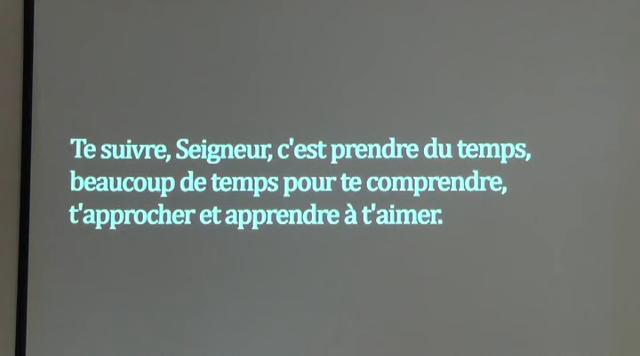 Te suivre, Seigneur, c'est prendre du temps,
beaucoup de temps pour te comprendre,
t'approcher et apprendre à t'aimer.